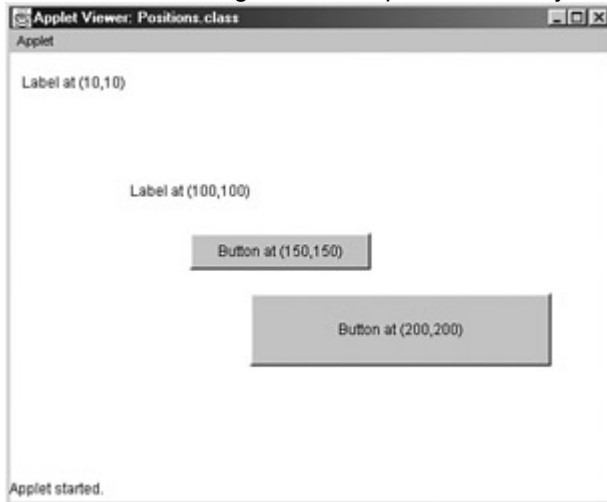 Applet Viewer: Positions.class
Applet
Label at (10,10)
Label at (100,100)
Button at (150,150)
Button at (200,200)
Applet started.